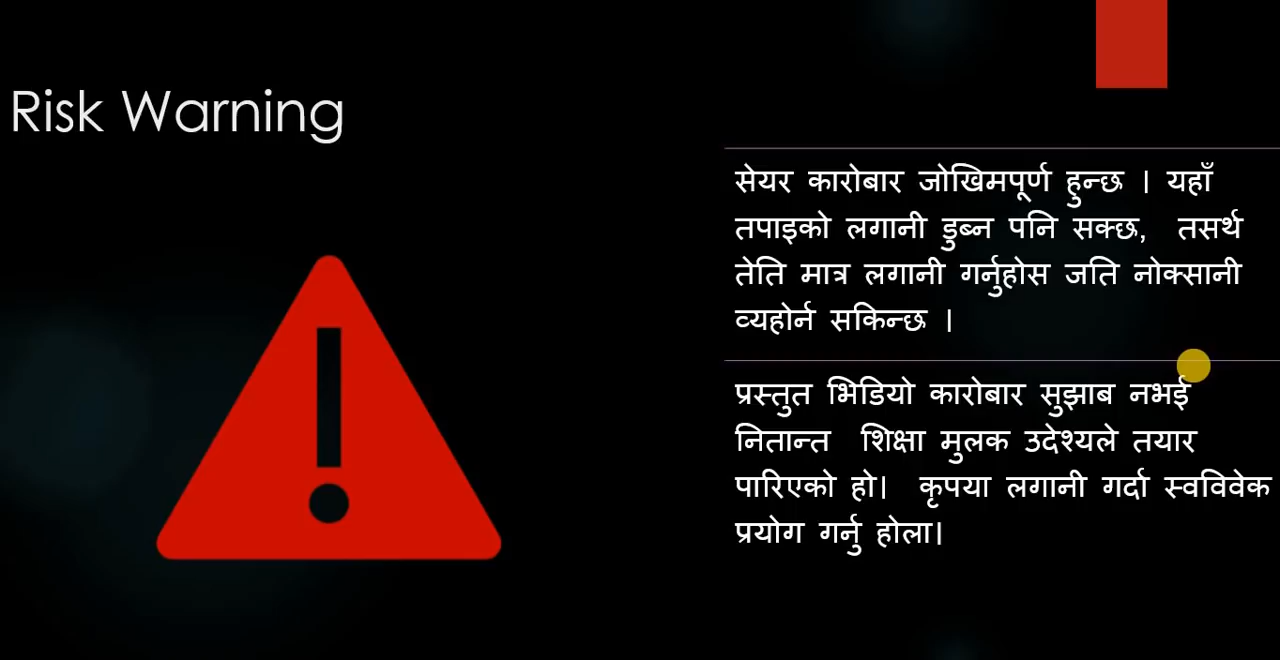 Risk Warning
सेयर कारोबार जोखिमपूर्ण हुन्छ । यहाँ
तपाइको लगानी डुब्न पनि सक्छ, तसर्थ
तेति मात्र लगानी गर्नुहोस जति नोक्सानी
व्यहोर्न सकिन्छ ।
प्रस्तुत भिडियो कारोबार सुझाब नभई
नितान्त शिक्षा मुलक उदेश्यले तयार
पारिएको हो। कृपया लगानी गर्दा स्वविवेक
प्रयोग गर्नु होला।